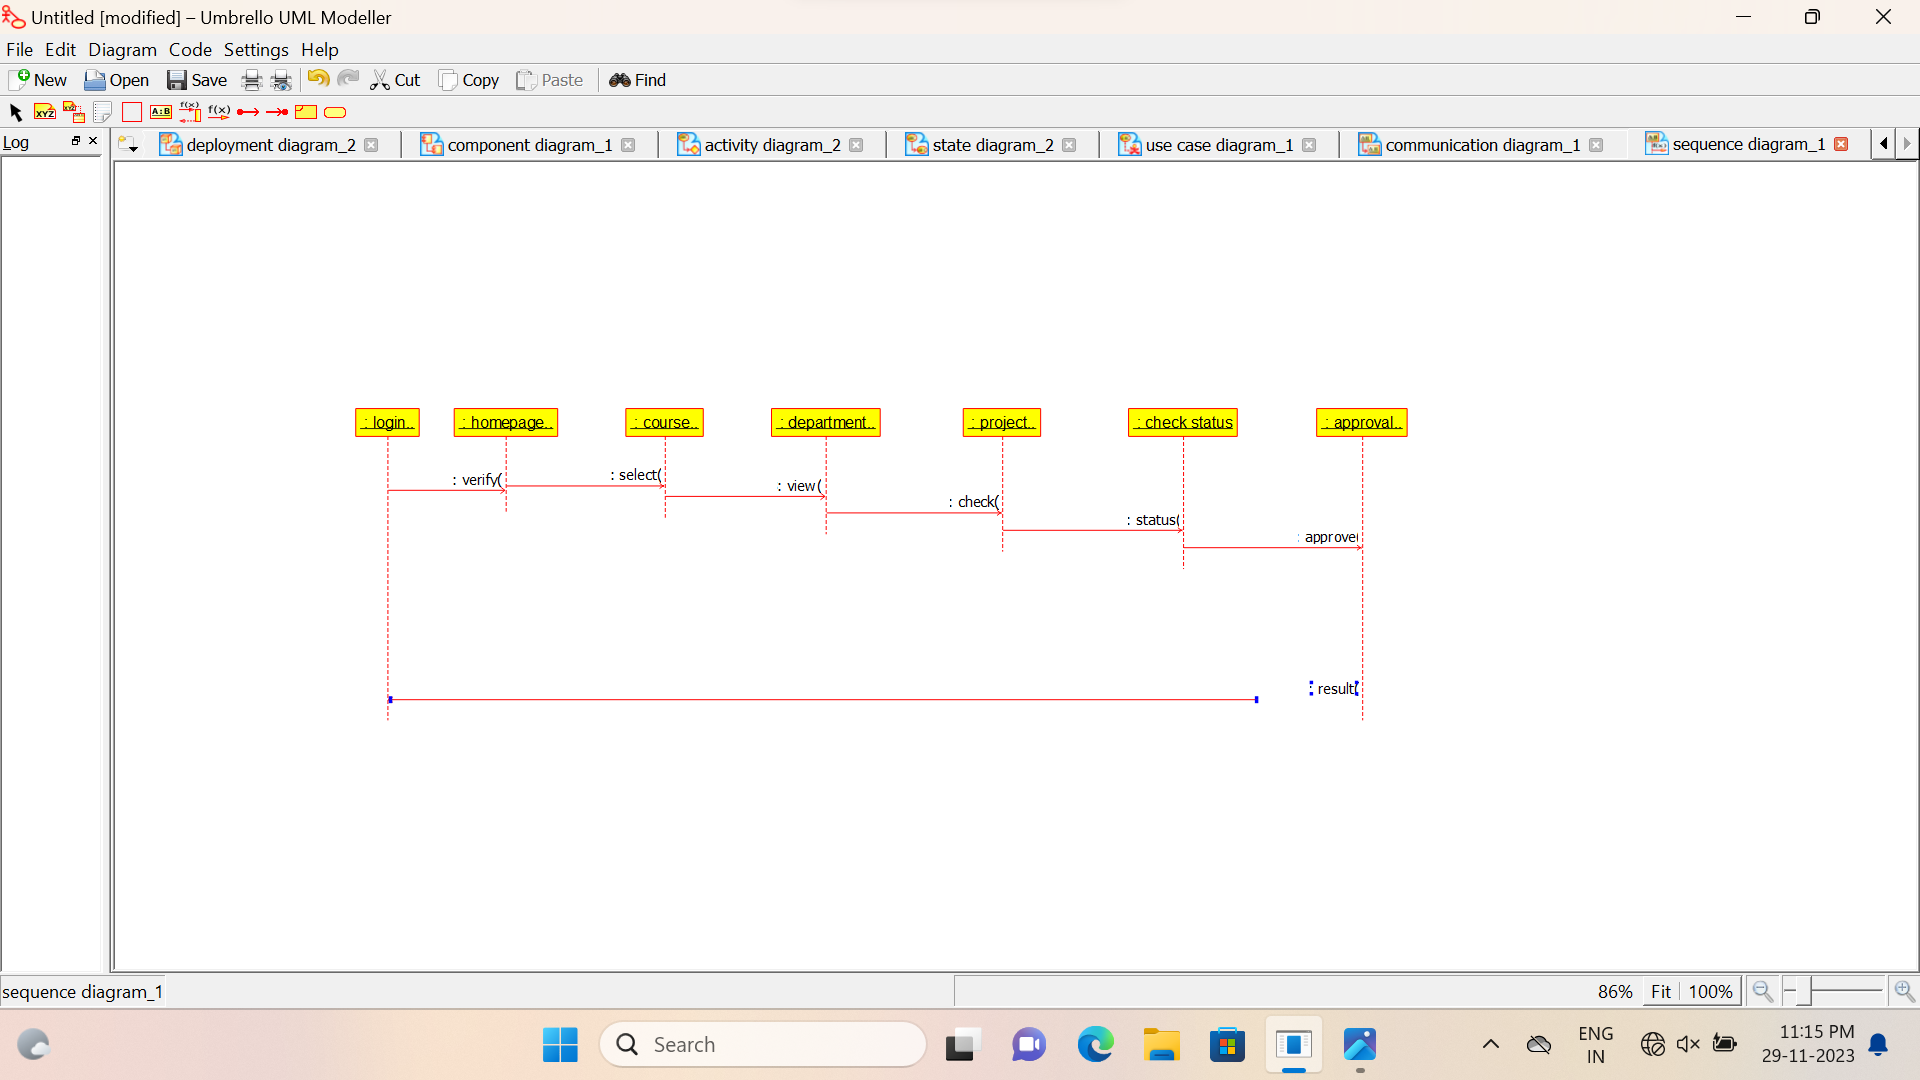 Untitled [modified] – Umbrello UML Modeller
File Edit Diagram Code Settings Help
New Open Save Cut Copy Paste Find
XYZ XYZ A:B f(x) f(x)
Log
deployment diagram_2 component diagram_1 activity diagram_2 state diagram_2 use case diagram_1 communication diagram_1 sequence diagram_1
: login.. : homepage.. : course.. : department.. : project.. : check status : approval..
: verify(
: select(
: view(
: check(
: status(
: approve(
: result(
sequence diagram_1
86% Fit 100%
Search
ENG
IN
11:15 PM
29-11-2023